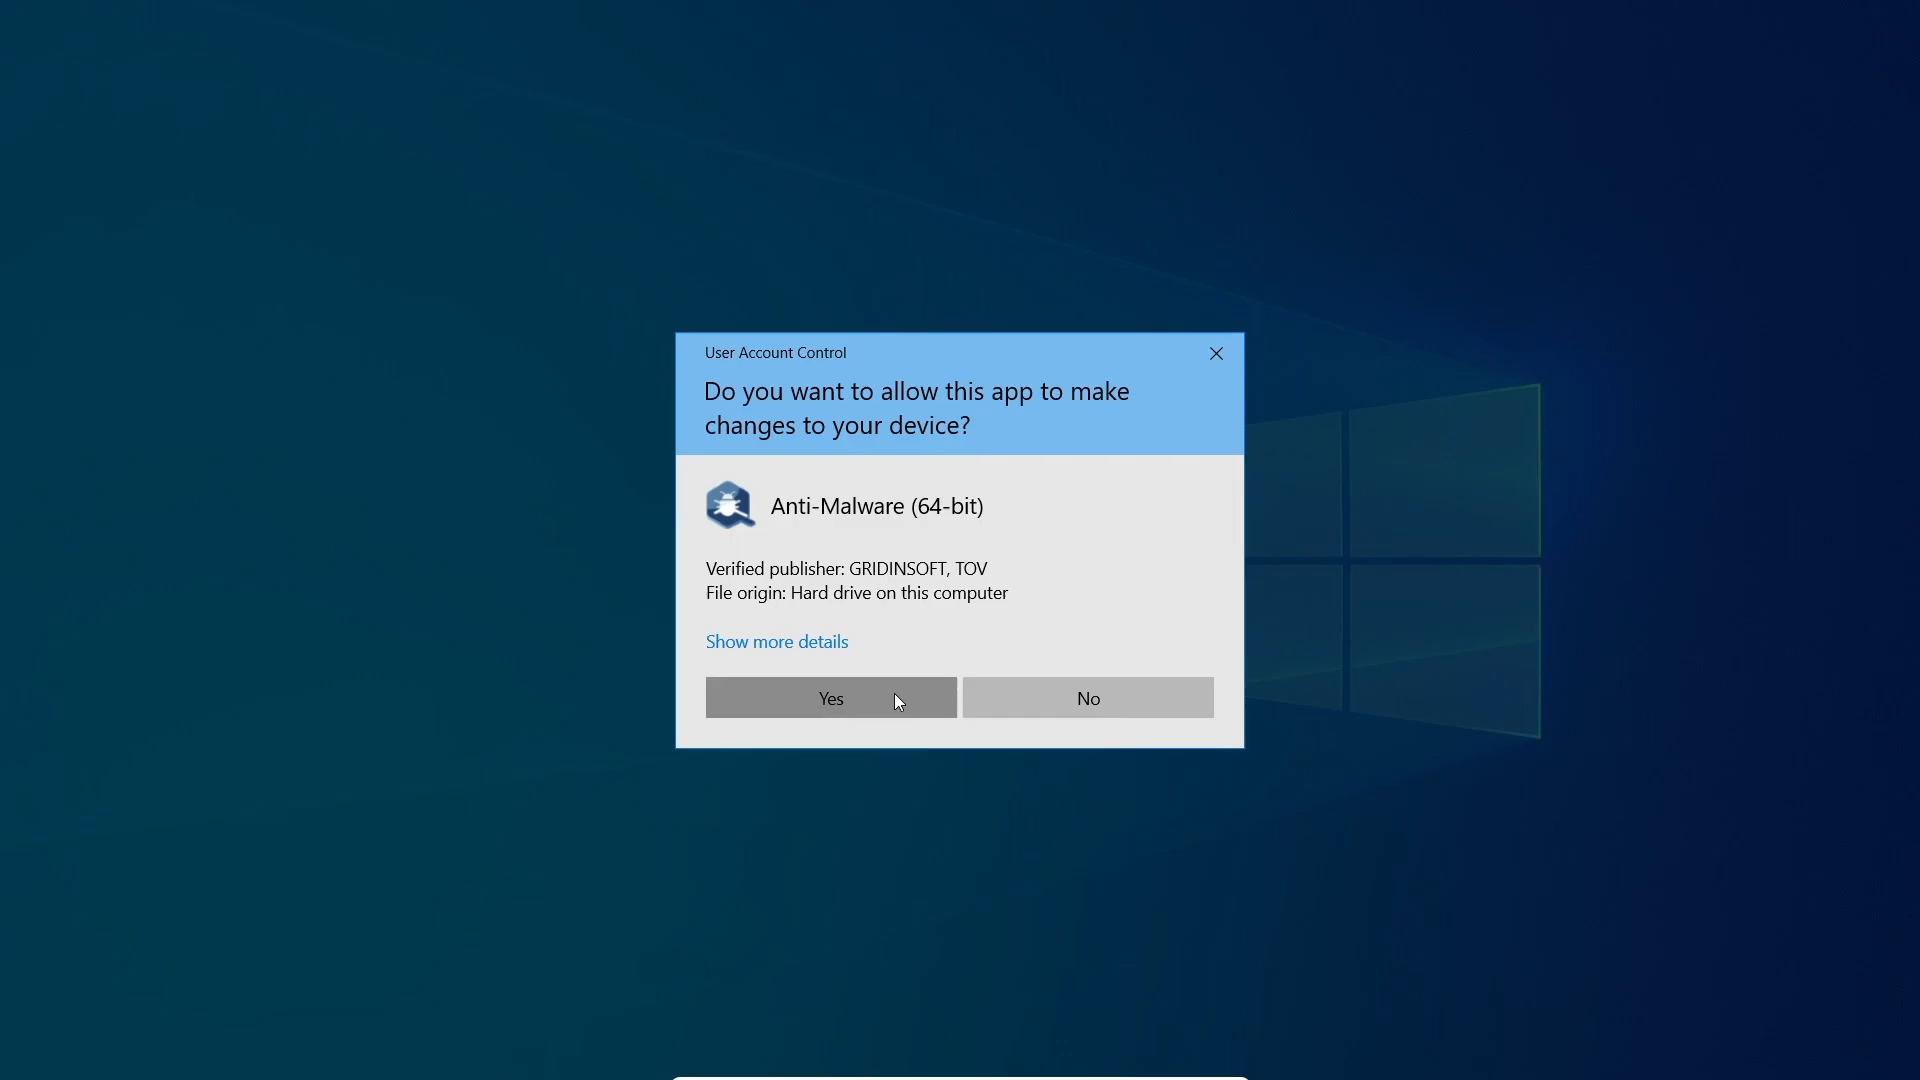 User Account Control
Do you want to allow this app to make
changes to your device?
Anti-Malware (64-bit)
Verified publisher: GRIDINSOFT, TOV
File origin: Hard drive on this computer
Show more details
Yes
No